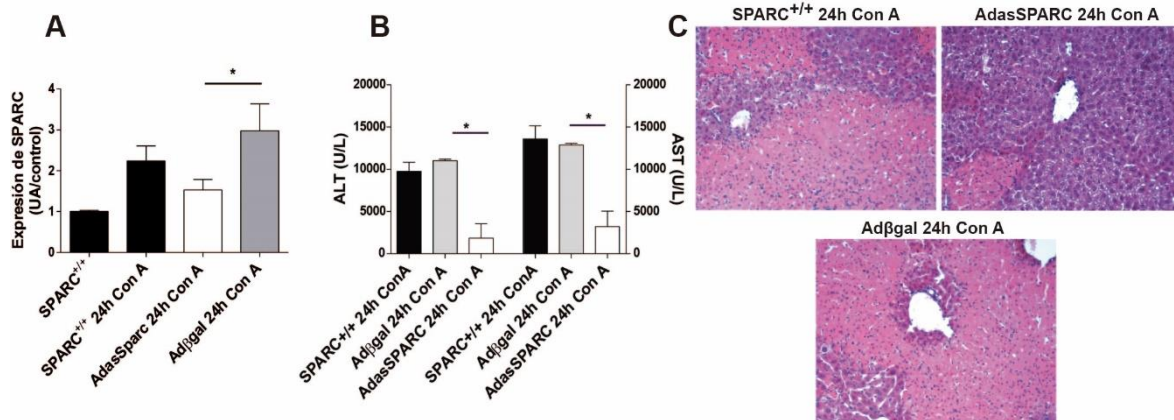 A
Expresión de SPARC
(UA/control)
4
3
2
1
0
*
SPARC+/+
SPARC+/+ 24h Con A
AdasSparc 24h Con A
Adβgal 24h Con A
B
ALT (U/L)
20000
15000
10000
5000
0
*
*
20000
15000
10000
5000
0
AST (U/L)
SPARC+/+ 24h ConA
Adβgal 24h Con A
AdasSPARC 24h Con A
SPARC+/+ 24h ConA
Adβgal 24h Con A
AdasSPARC 24h Con A
C
SPARC+/+ 24h Con A
AdasSPARC 24h Con A
Adβgal 24h Con A